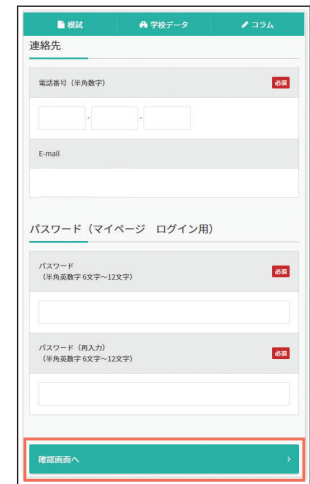 模試 学校データ コラム
連絡先
電話番号（半角数字） 必須
- -
E-mail
パスワード（マイページ　ログイン用）
パスワード
（半角英数字 6文字～12文字） 必須
パスワード（再入力）
（半角英数字 6文字～12文字） 必須
確認画面へ